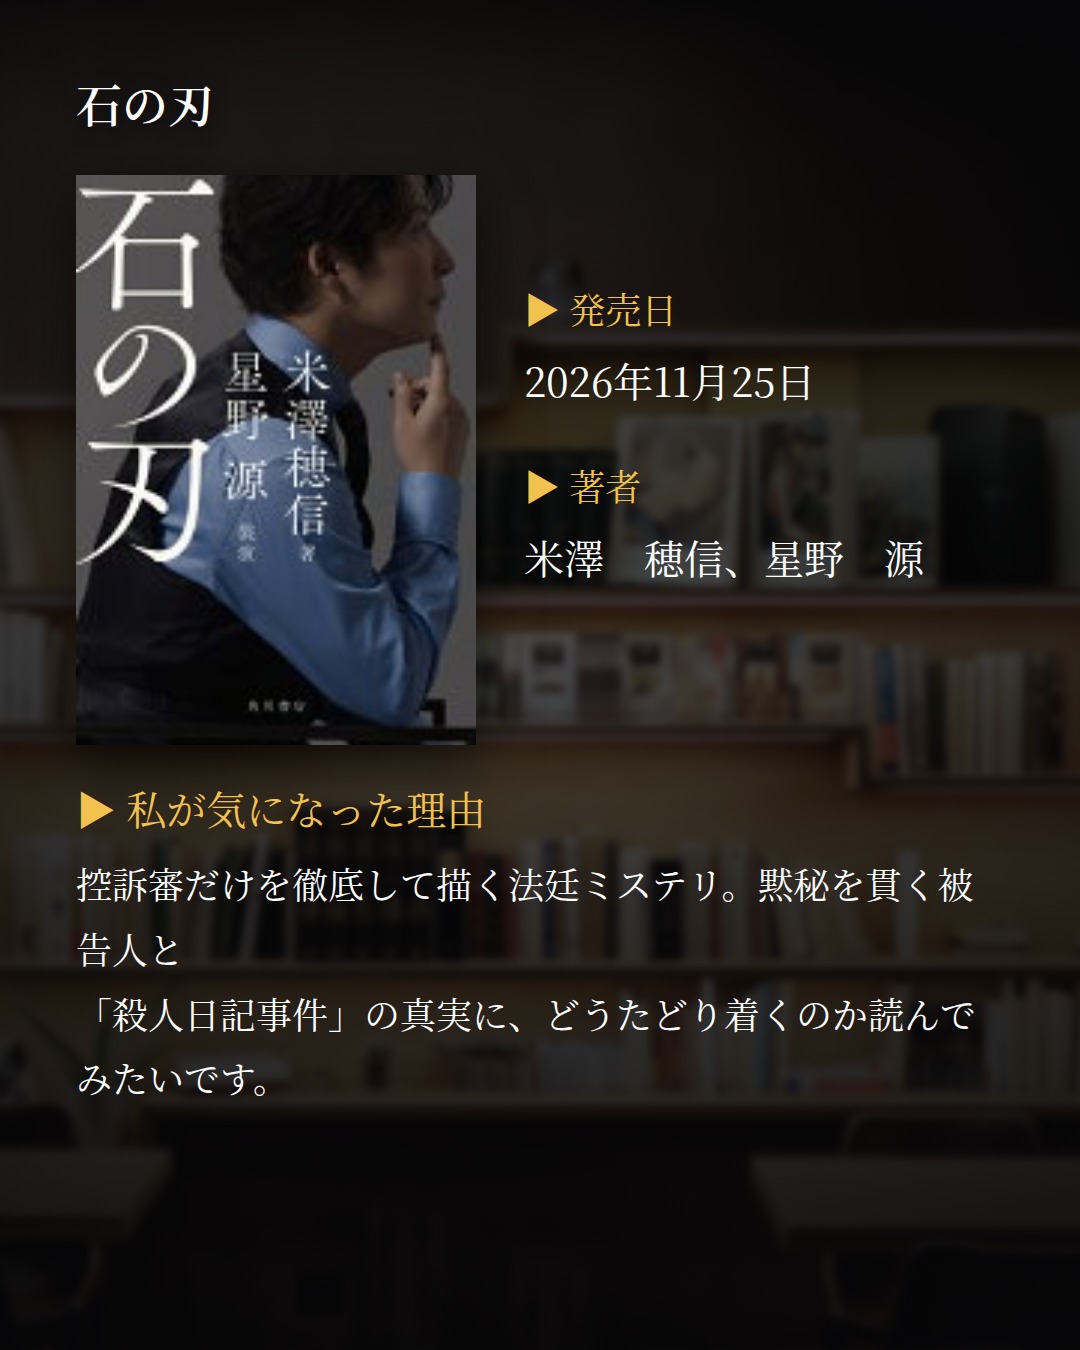 石の刃
石の刃
米澤穂信 著
星野 源 装演
角川書店
▶ 発売日
2026年11月25日
▶ 著者
米澤　穂信、星野　源
▶ 私が気になった理由
控訴審だけを徹底して描く法廷ミステリ。黙秘を貫く被
告人と
「殺人日記事件」の真実に、どうたどり着くのか読んで
みたいです。